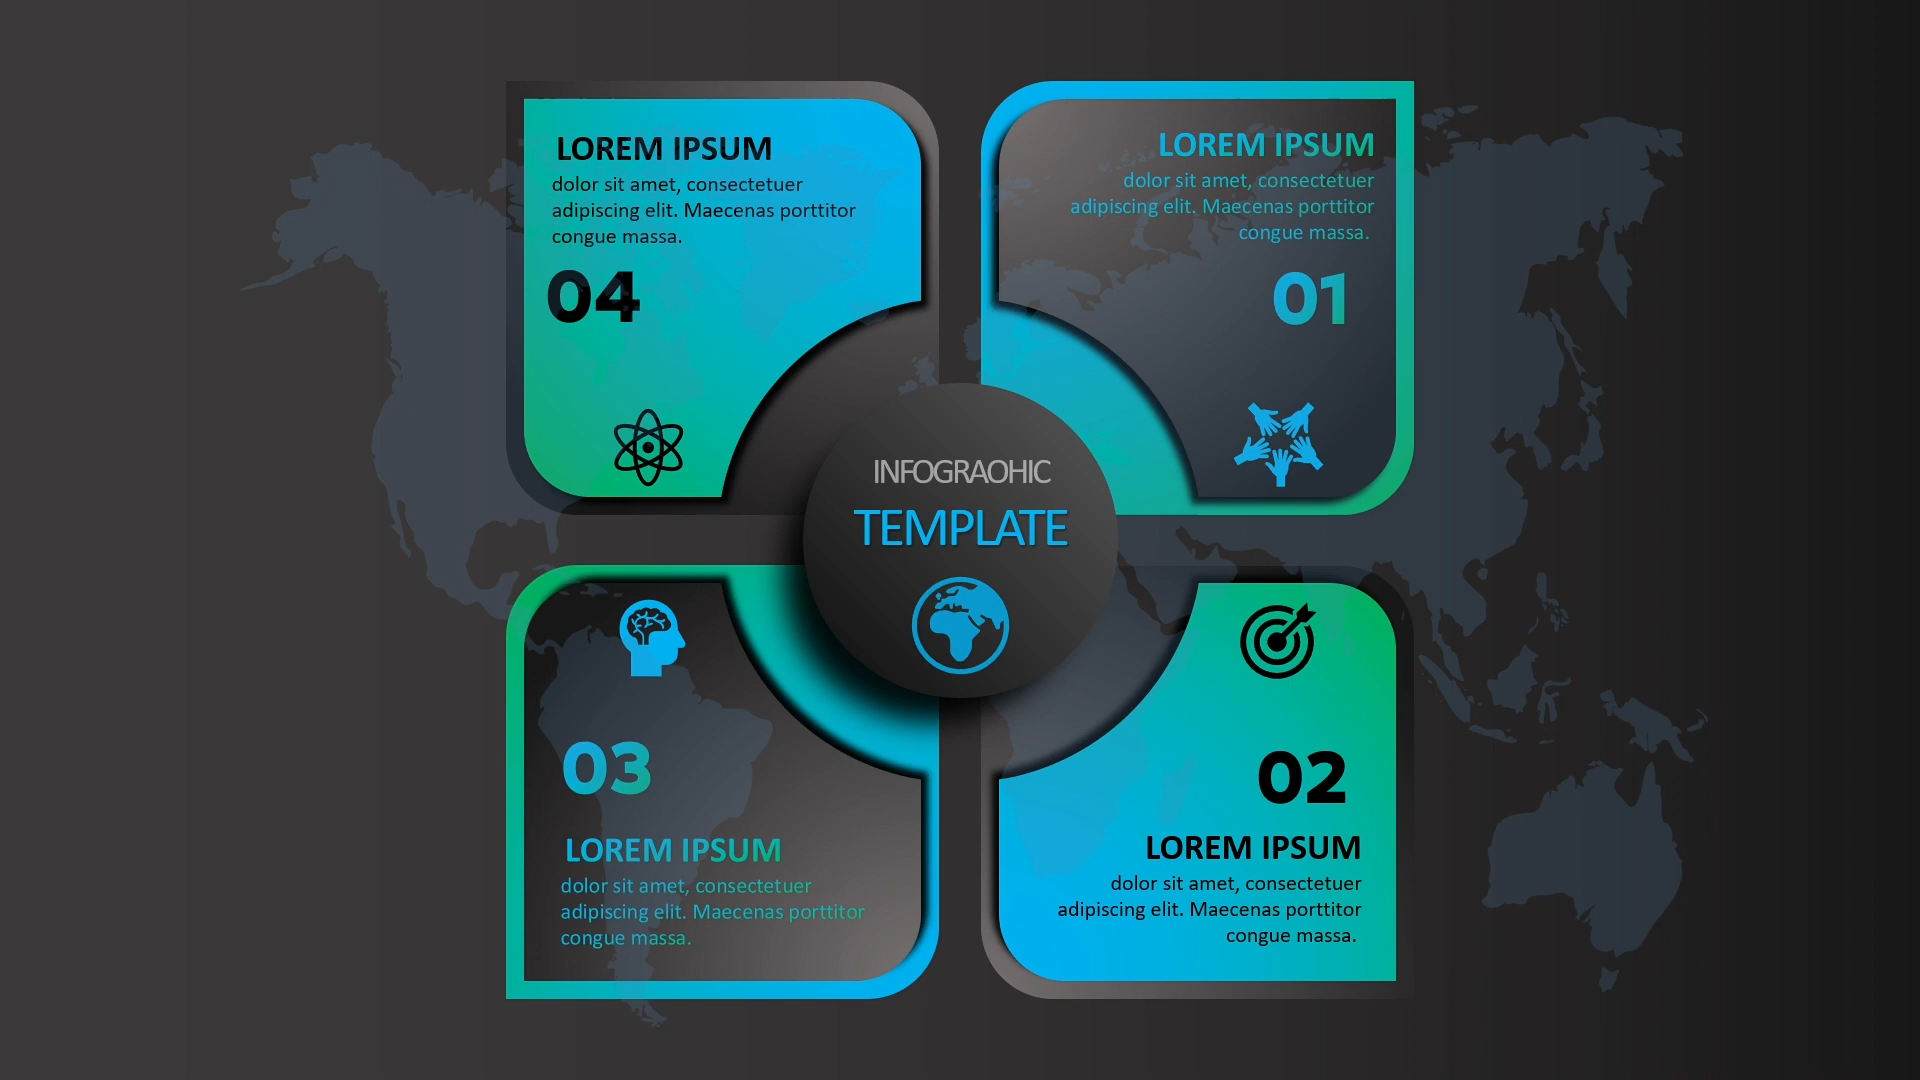 LOREM IPSUM
dolor sit amet, consectetuer
adipiscing elit. Maecenas porttitor
congue massa.
04
LOREM IPSUM
dolor sit amet, consectetuer
adipiscing elit. Maecenas porttitor
congue massa.
01
INFOGRAOHIC
TEMPLATE
03
LOREM IPSUM
dolor sit amet, consectetuer
adipiscing elit. Maecenas porttitor
congue massa.
02
LOREM IPSUM
dolor sit amet, consectetuer
adipiscing elit. Maecenas porttitor
congue massa.